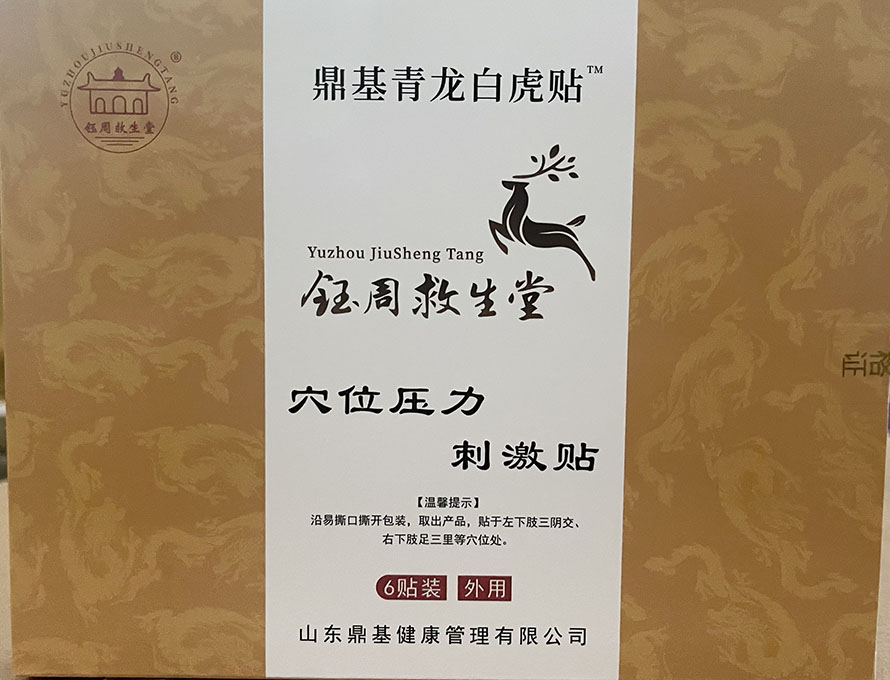 YUZHOUJIUSHENGTANG®
钰周救生堂
鼎基青龙白虎贴™
Yuzhou JiuSheng Tang
钰周救生堂
穴位压力
刺激贴
【温馨提示】
沿易撕口撕开包装，取出产品，贴于左下肢三阴交、
右下肢足三里等穴位处。
6贴装 外用
山东鼎基健康管理有限公司